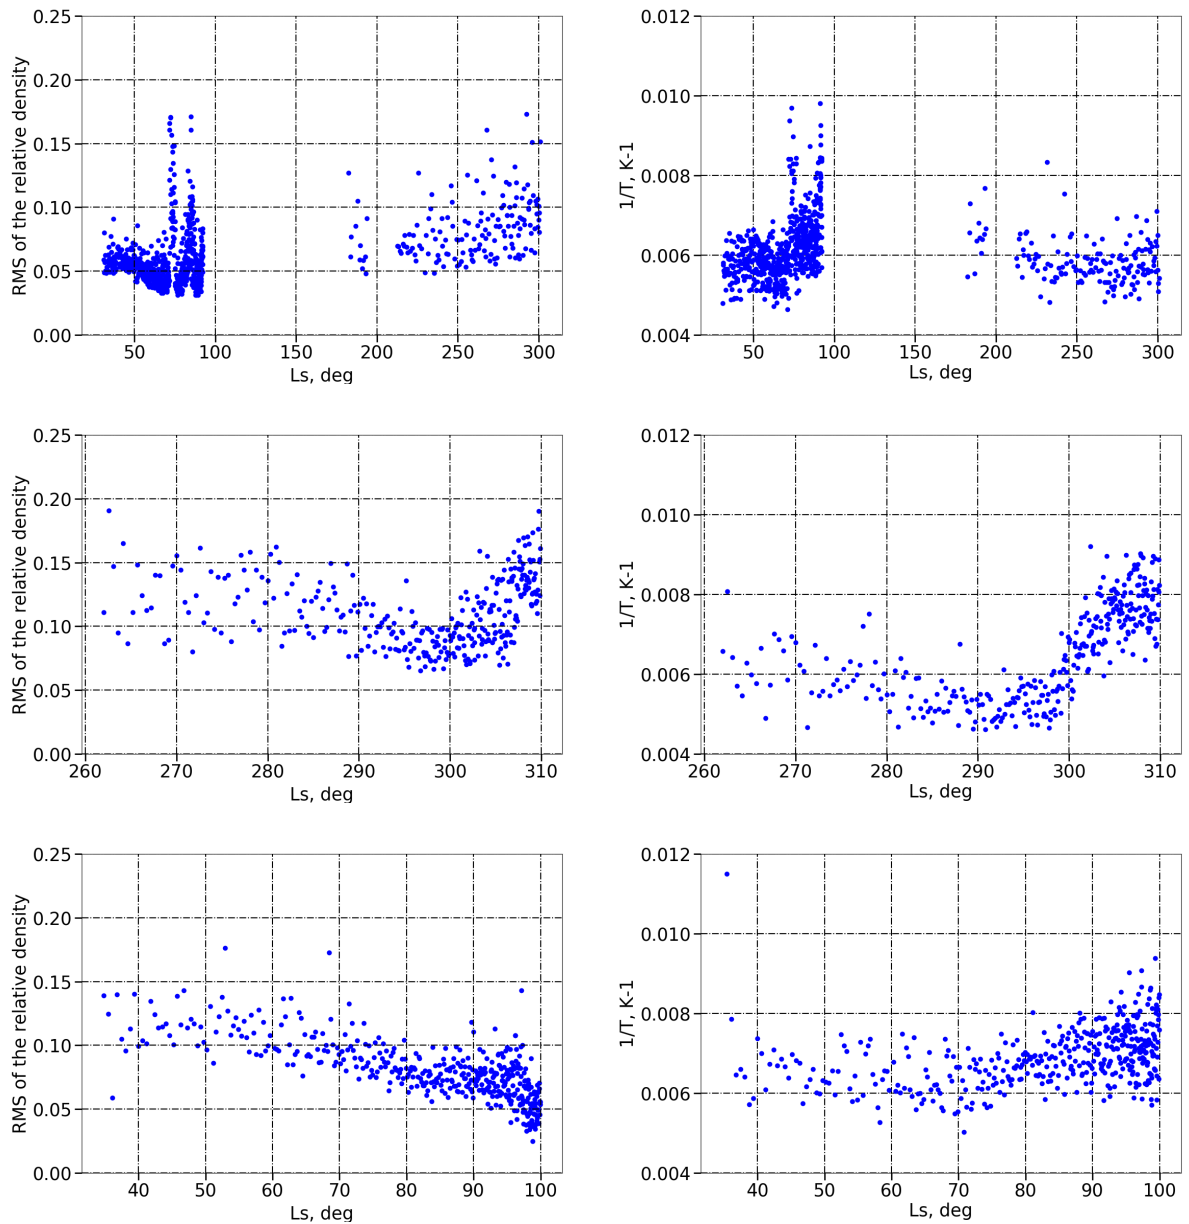 RMS of the relative density
0.25
0.20
0.15
0.10
0.05
0.00
50 100 150 200 250 300
Ls, deg
1/T, K-1
0.012
0.010
0.008
0.006
0.004
50 100 150 200 250 300
Ls, deg
RMS of the relative density
0.25
0.20
0.15
0.10
0.05
0.00
260 270 280 290 300 310
Ls, deg
1/T, K-1
0.012
0.010
0.008
0.006
0.004
260 270 280 290 300 310
Ls, deg
RMS of the relative density
0.25
0.20
0.15
0.10
0.05
0.00
40 50 60 70 80 90 100
Ls, deg
1/T, K-1
0.012
0.010
0.008
0.006
0.004
40 50 60 70 80 90 100
Ls, deg